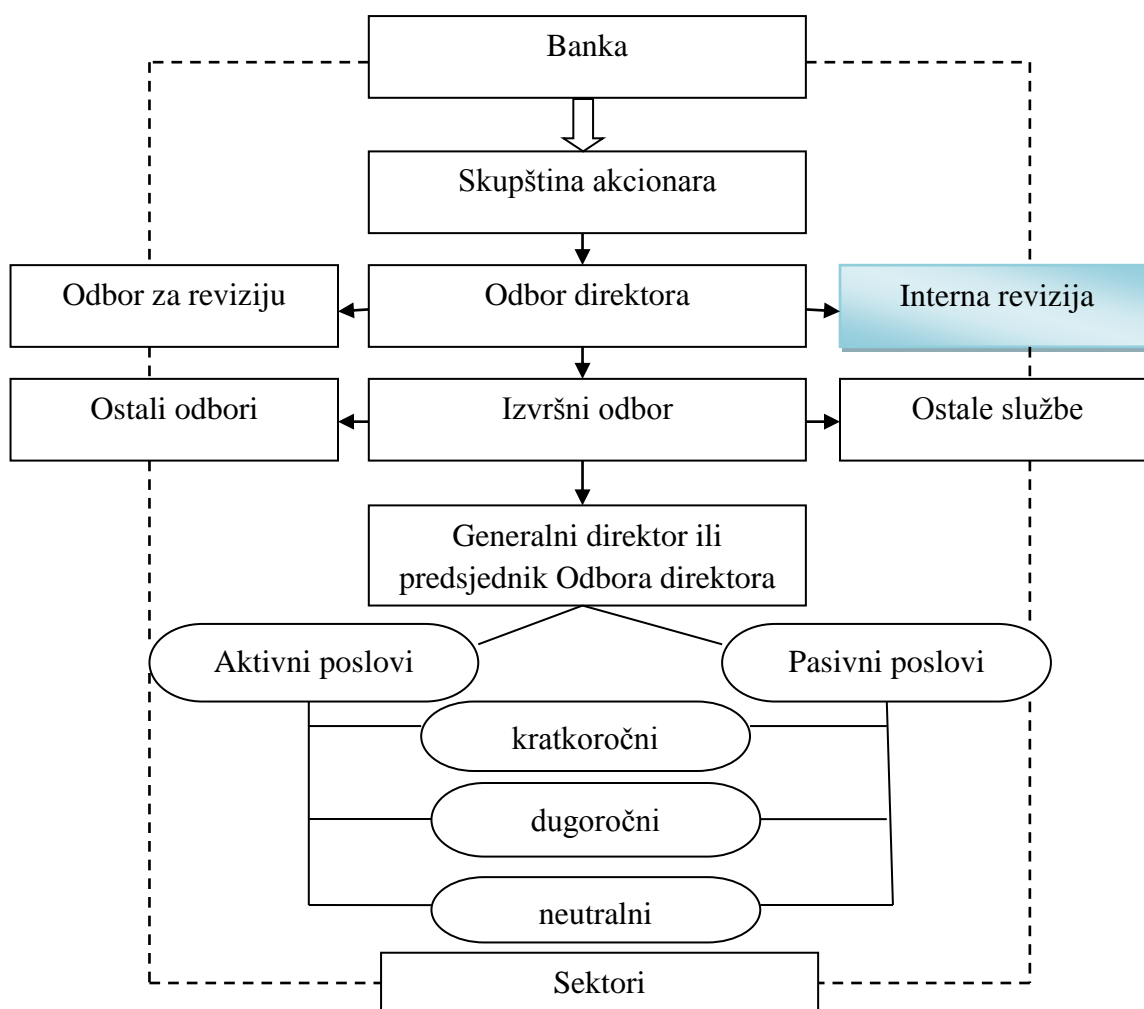 Banka
Skupština akcionara
Odbor za reviziju
Odbor direktora
Interna revizija
Ostali odbori
Izvršni odbor
Ostale službe
Generalni direktor ili
predsjednik Odbora direktora
Aktivni poslovi
Pasivni poslovi
kratkoročni
dugoročni
neutralni
Sektori